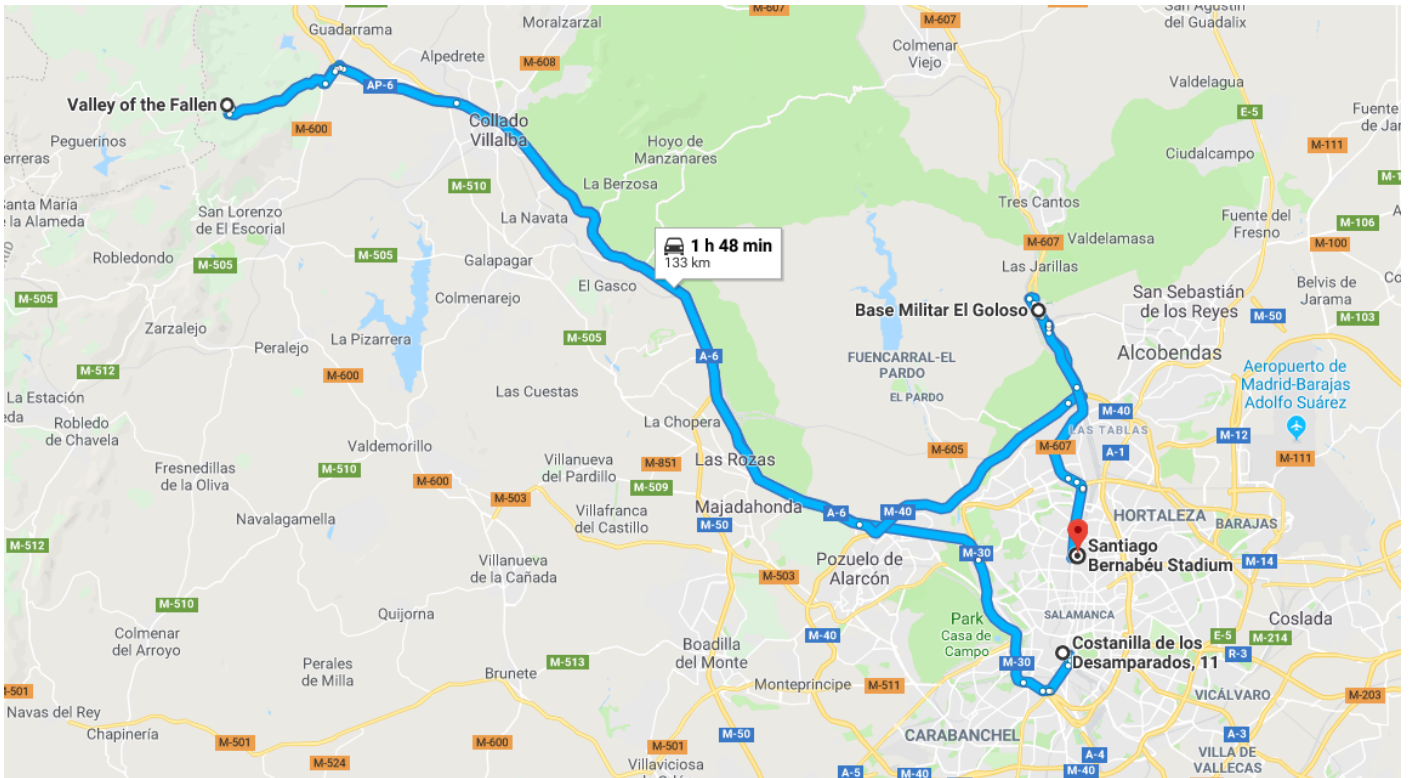 M-607
M-607
San Agustín
del Guadalix
Moralzarzal
Guadarrama
Colmenar
Viejo
Alpedrete
M-608
Valdelagua
AP-6
Valley of the Fallen
E-5
Fuente
de Jar
Collado
Villalba
M-600
Peguerinos
Hoyo de
Manzanares
M-111
Ciudalcampo
erreras
M-510
La Berzosa
M-1
Santa María
e la Alameda
San Lorenzo
de El Escorial
La Navata
Tres Cantos
Fuente del
Fresno
M-106
M-607
Valdelamasa
M-100
1 h 48 min
133 km
Robledondo
M-505
M-505
Galapagar
Las Jarillas
El Gasco
Belvis de
Jarama
M-505
Colmenarejo
San Sebastián
de los Reyes
Base Militar El Goloso
M-50
M-103
Zarzalejo
La Pizarrera
M-505
Peralejo
Alcobendas
A-6
FUENCARRAL-EL
PARDO
M-512
M-600
Aeropuerto de
Madrid-Barajas
Adolfo Suárez
Las Cuestas
EL PARDO
La Estación
M-40
Robledo
de Chavela
La Chopera
LAS TABLAS
M-12
Valdemorillo
M-607
M-605
A-1
Las Rozas
M-111
Fresnedillas
de la Oliva
M-510
Villanueva
del Pardillo
M-851
M-600
M-509
M-503
Majadahonda
Villafranca
del Castillo
A-6
M-40
HORTALEZA
BARAJAS
Navalagamella
M-50
M-512
Santiago
Bernabéu Stadium
M-30
Villanueva
de la Cañada
Pozuelo de
Alarcón
M-14
M-503
M-510
Quijorna
SALAMANCA
Park
Casa de
Campo
Coslada
Colmenar
del Arroyo
M-40
E-5
M-214
Boadilla
del Monte
Costanilla de los
Desamparados, 11
R-3
Perales
de Milla
M-513
M-30
Brunete
Monteprincipe
M-511
VICÁLVARO
M-203
M-501
Navas del Rey
Chapinería
M-501
M-600
M-50
CARABANCHEL
A-3
M-501
VILLA DE
VALLECAS
M-524
A-4
Villaviciosa
A-5
M-40
M-40